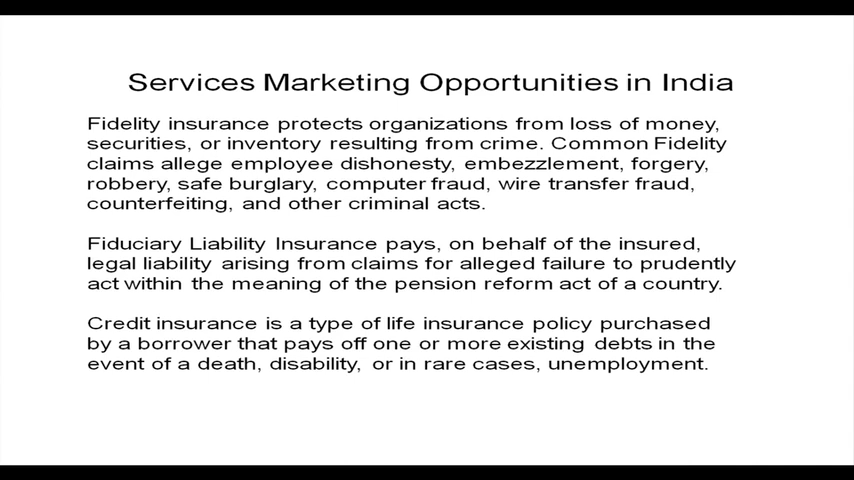 Services Marketing Opportunities in India
Fidelity insurance protects organizations from loss of money,
securities, or inventory resulting from crime. Common Fidelity
claims allege employee dishonesty, embezzlement, forgery,
robbery, safe burglary, computer fraud, wire transfer fraud,
counterfeiting, and other criminal acts.
Fiduciary Liability Insurance pays, on behalf of the insured,
legal liability arising from claims for alleged failure to prudently
act within the meaning of the pension reform act of a country.
Credit insurance is a type of life insurance policy purchased
by a borrower that pays off one or more existing debts in the
event of a death, disability, or in rare cases, unemployment.